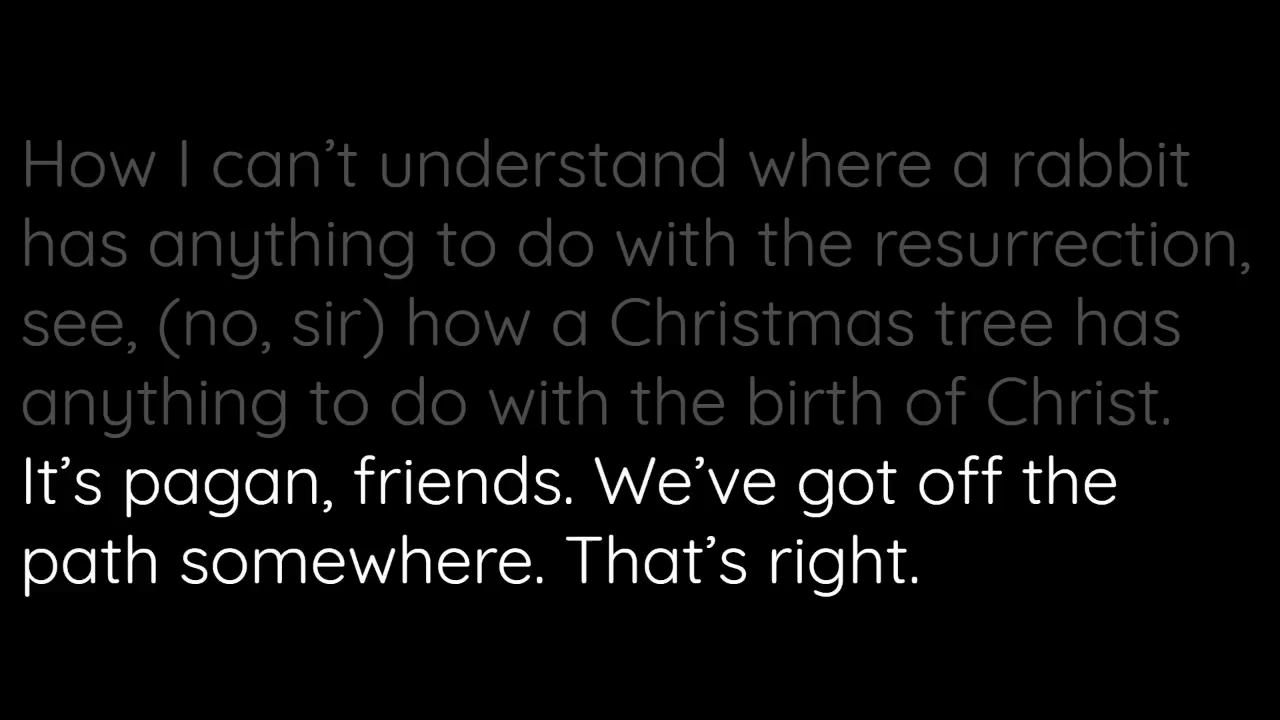 How I can’t understand where a rabbit
has anything to do with the resurrection,
see, (no, sir) how a Christmas tree has
anything to do with the birth of Christ.
It’s pagan, friends. We’ve got off the
path somewhere. That’s right.